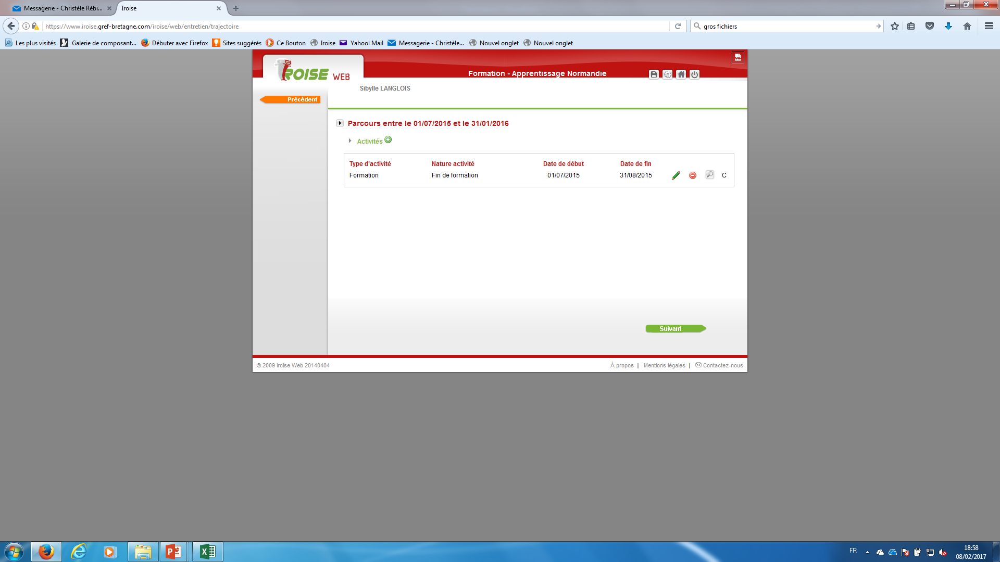 Messagerie - Christèle Rébi...
Iroise
https://www.iroise.gref-bretagne.com/iroise/web/entretien/trajectoire
gros fichiers
Les plus visités
Galerie de composant...
Débuter avec Firefox
Sites suggérés
Ce Bouton
Iroise
Yahoo! Mail
Messagerie - Christèle...
Nouvel onglet
Nouvel onglet
IROISE WEB
Formation - Apprentissage Normandie
Sibylle LANGLOIS
Précédent
Parcours entre le 01/07/2015 et le 31/01/2016
Activités
Type d'activité Nature activité Date de début Date de fin
Formation Fin de formation 01/07/2015 31/08/2015 C
Suivant
© 2009 Iroise Web 20140404
À propos | Mentions légales | Contactez-nous
FR
18:58
08/02/2017